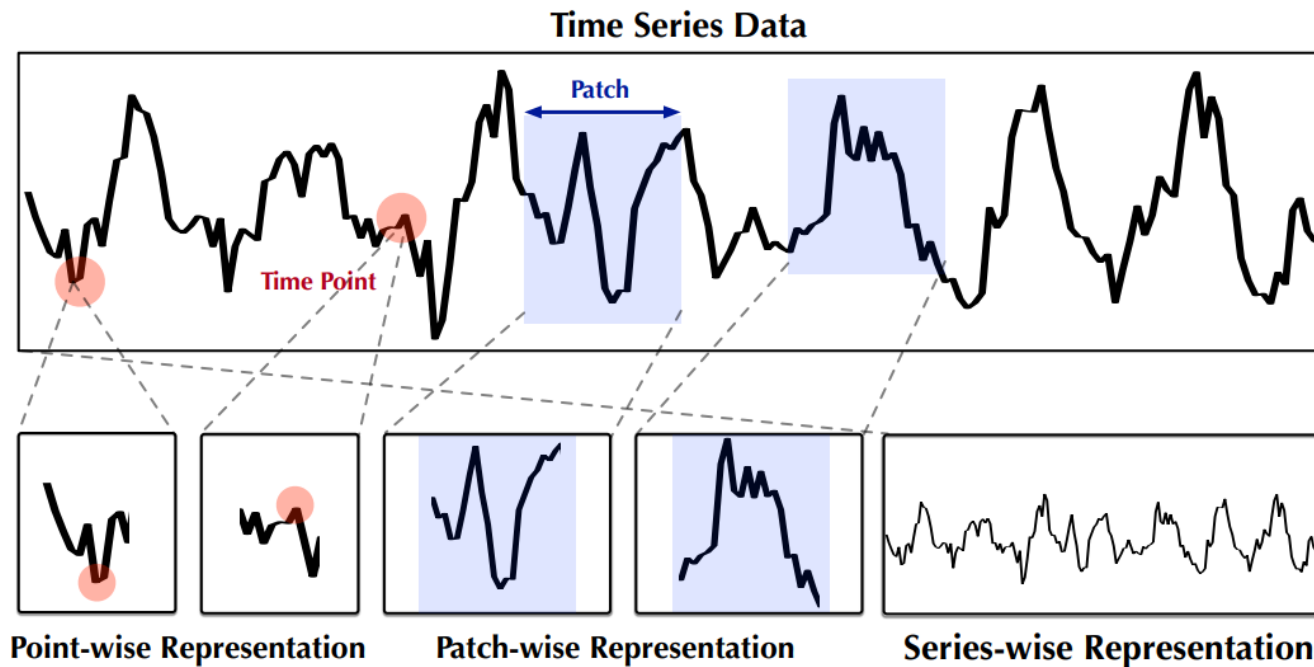 Time Series Data
Patch
Time Point
Point-wise Representation
Patch-wise Representation
Series-wise Representation